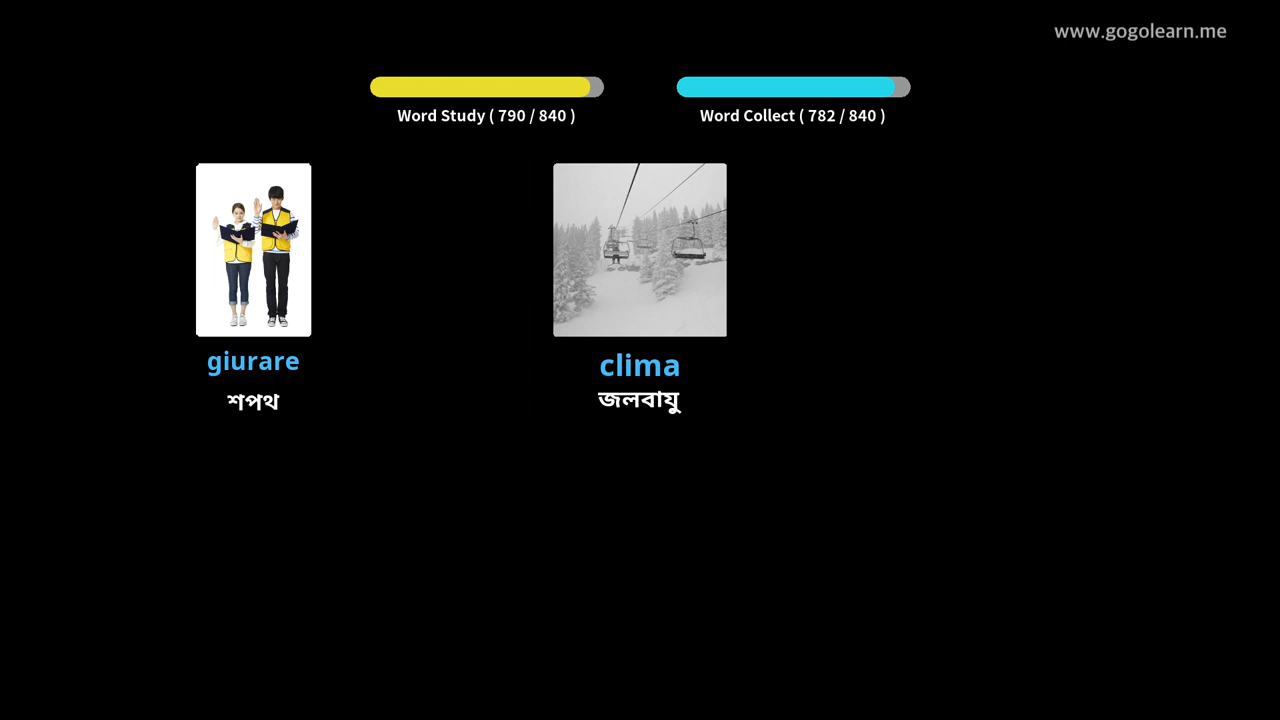 www.gogolearn.me
Word Study ( 790 / 840 )
Word Collect ( 782 / 840 )
giurare
শপথ
clima
জলবায়ু